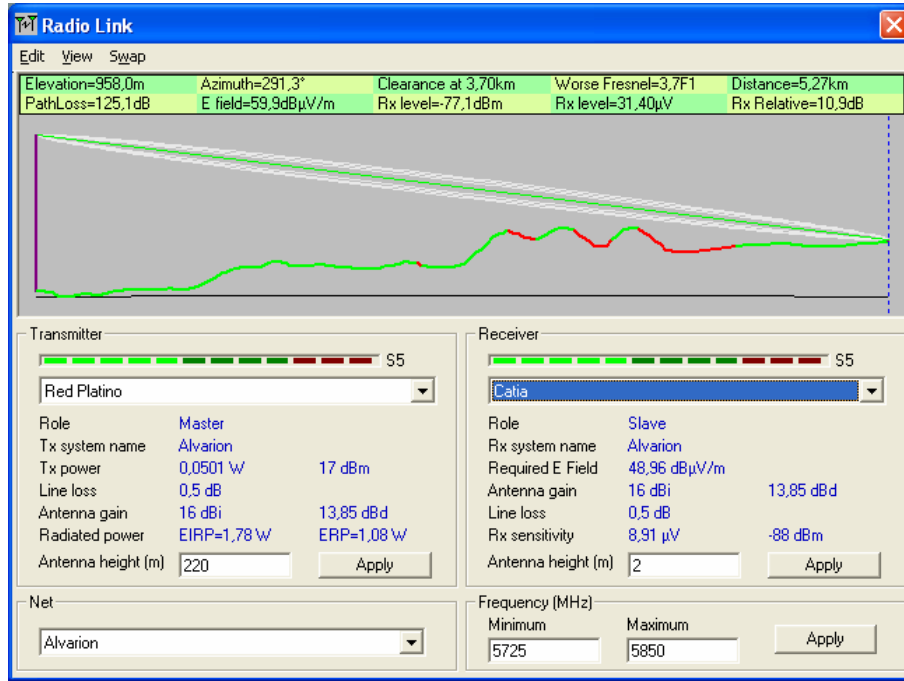 Radio Link
Edit View Swap
Elevation=958,0m Azimuth=291,3° Clearance at 3,70km Worse Fresnel=3,7F1 Distance=5,27km
PathLoss=125,1dB E field=59,9dBµV/m Rx level=-77,1dBm Rx level=31,40µV Rx Relative=10,9dB
Transmitter
S5
Red Platino
Role Master
Tx system name Alvarion
Tx power 0,0501 W 17 dBm
Line loss 0,5 dB
Antenna gain 16 dBi 13,85 dBd
Radiated power EIRP=1,78 W ERP=1,08 W
Antenna height (m) 220 Apply
Receiver
S5
Catia
Role Slave
Rx system name Alvarion
Required E Field 48,96 dBµV/m
Antenna gain 16 dBi 13,85 dBd
Line loss 0,5 dB
Rx sensitivity 8,91 µV -88 dBm
Antenna height (m) 2 Apply
Net
Alvarion
Frequency (MHz)
Minimum Maximum
5725 5850 Apply